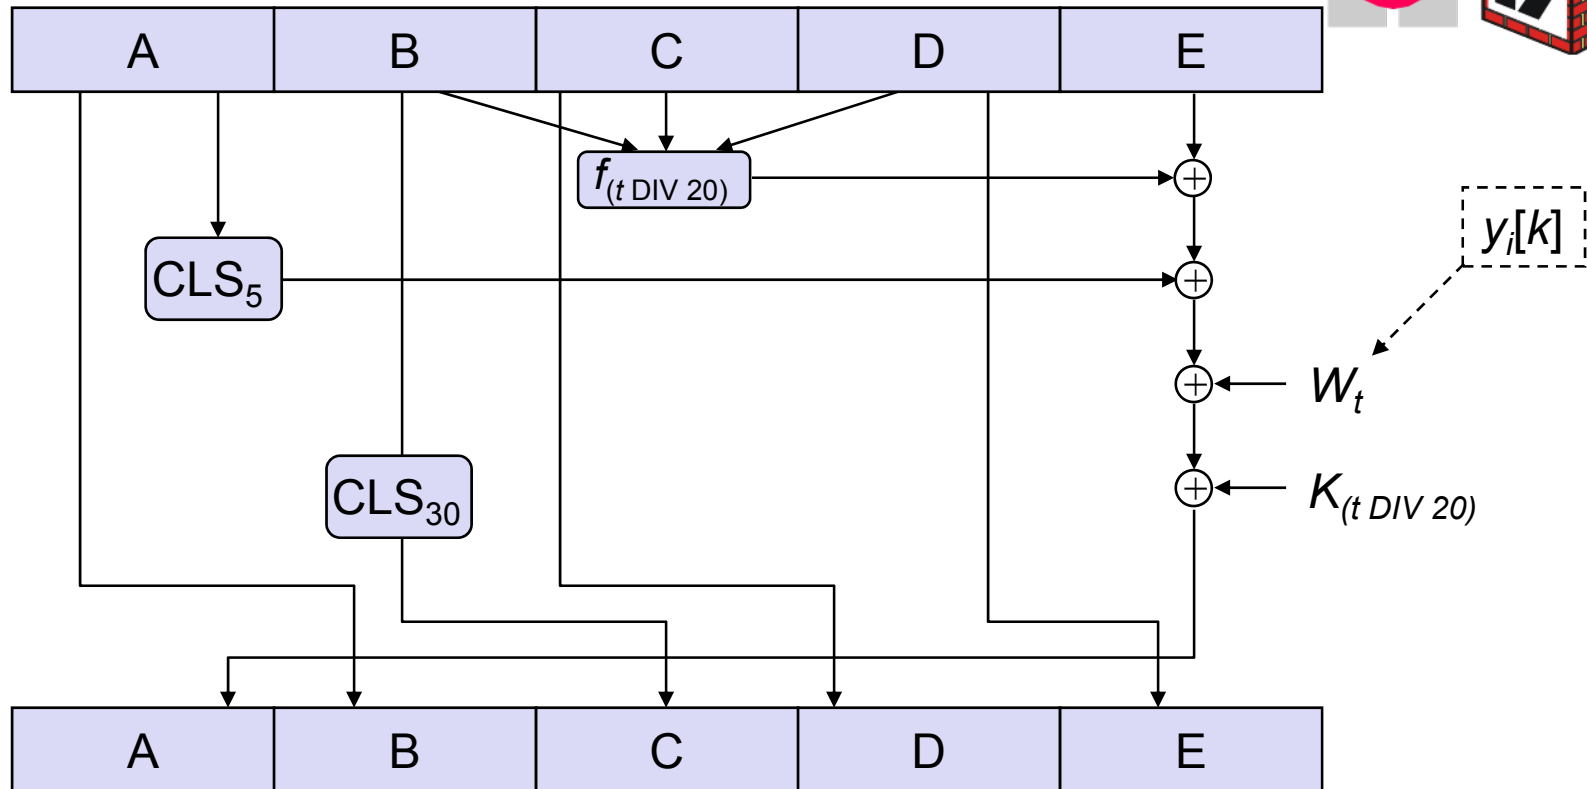 A B C D E
f(t DIV 20)
yi[k]
CLS5
Wt
CLS30
K(t DIV 20)
A B C D E